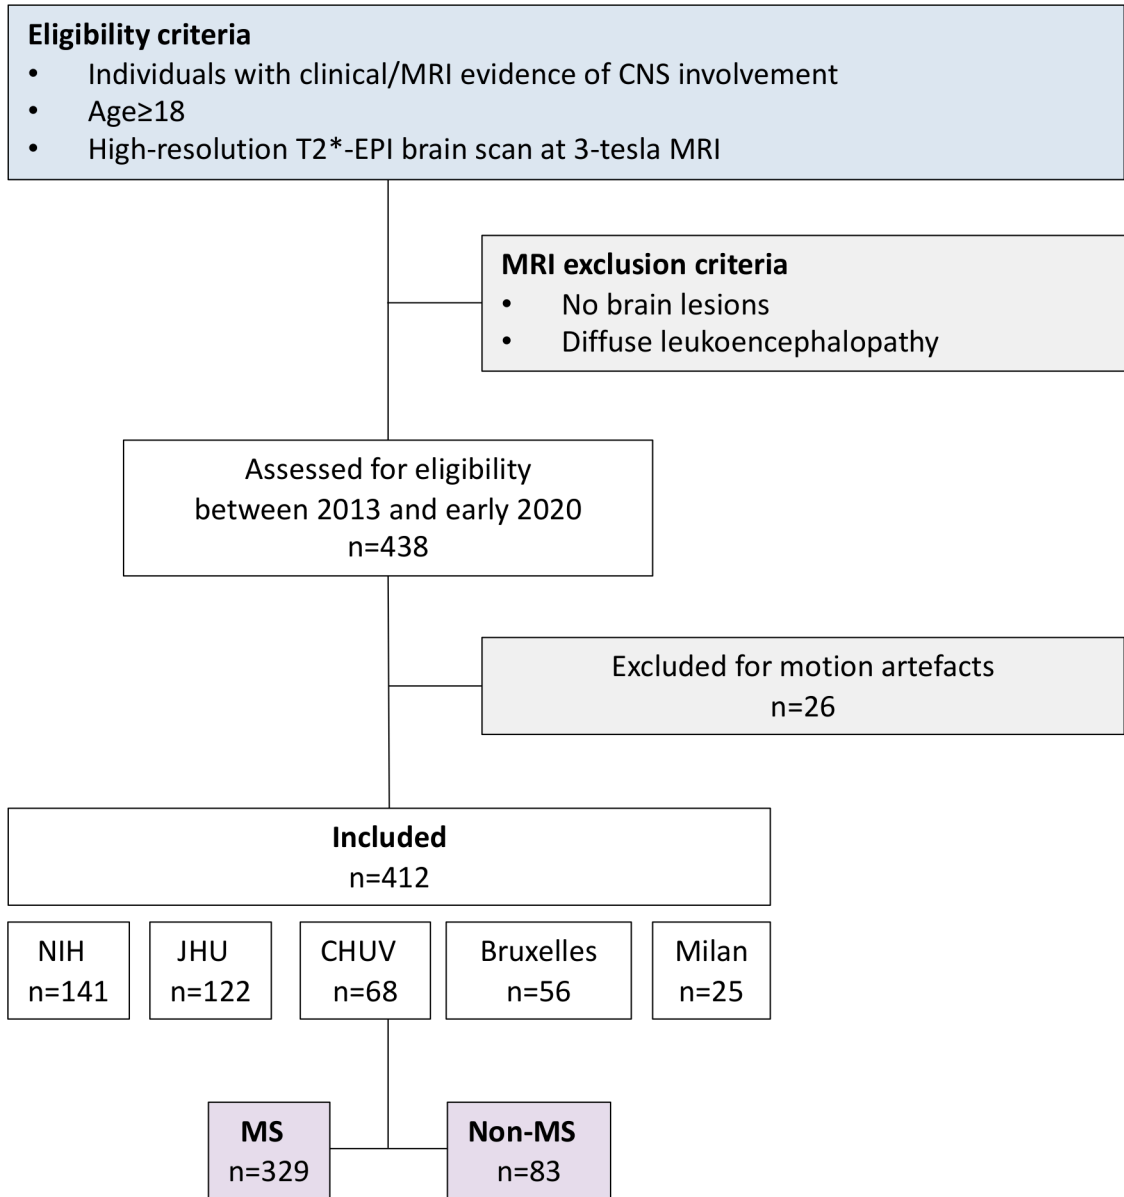 Eligibility criteria
• Individuals with clinical/MRI evidence of CNS involvement
• Age≥18
• High-resolution T2*-EPI brain scan at 3-tesla MRI
MRI exclusion criteria
• No brain lesions
• Diffuse leukoencephalopathy
Assessed for eligibility
between 2013 and early 2020
n=438
Excluded for motion artefacts
n=26
Included
n=412
NIH
n=141
JHU
n=122
CHUV
n=68
Bruxelles
n=56
Milan
n=25
MS
n=329
Non-MS
n=83